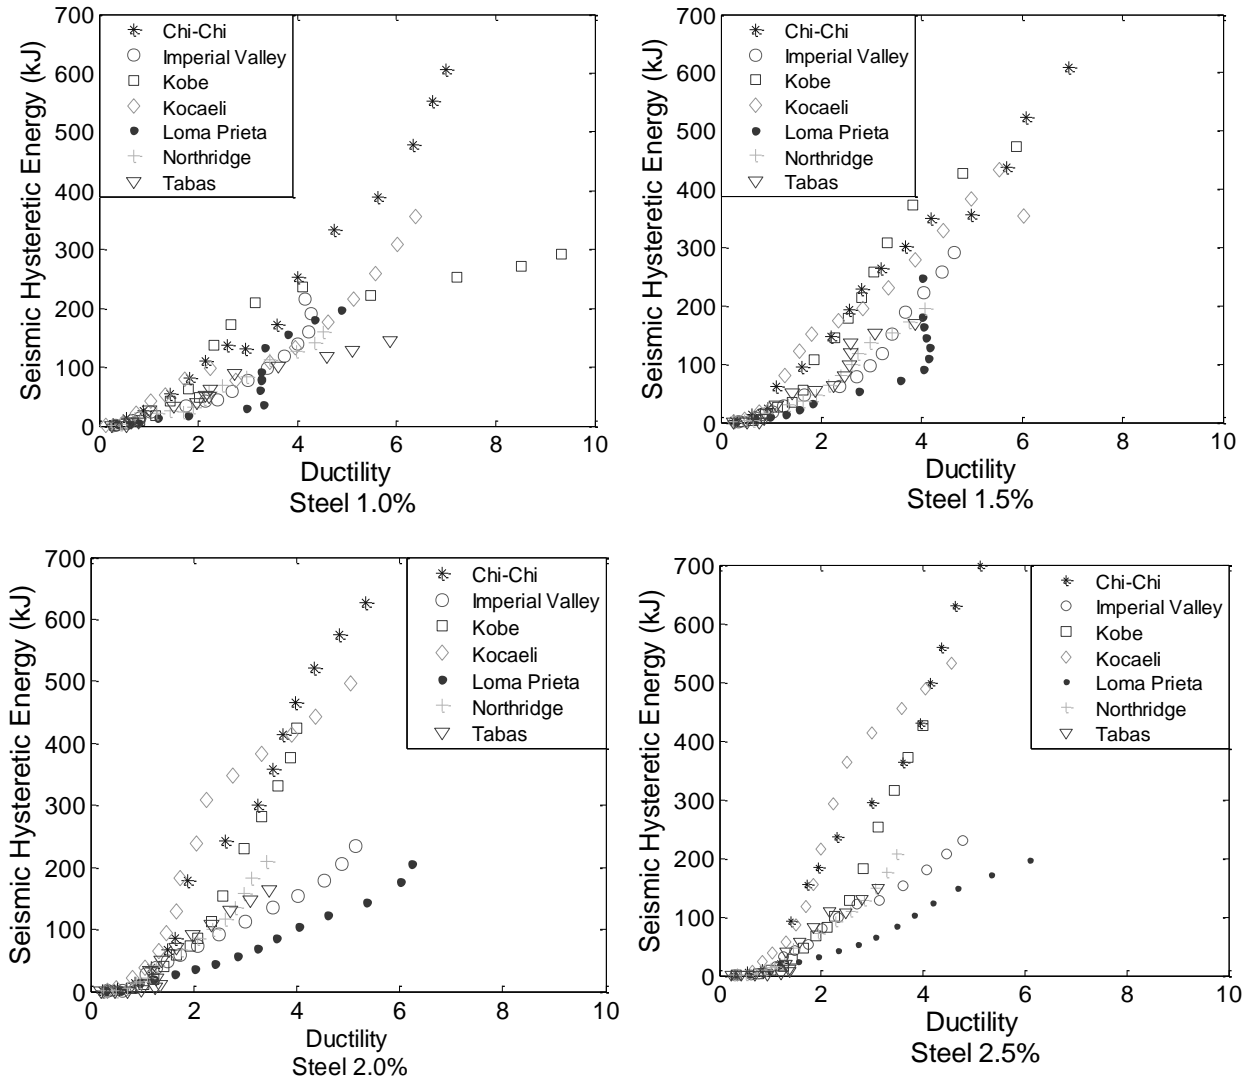 Seismic Hysteretic Energy (kJ)
700
600
500
400
300
200
100
0
Chi-Chi
Imperial Valley
Kobe
Kocaeli
Loma Prieta
Northridge
Tabas
0 2 4 6 8 10
Ductility
Steel 1.0%
Seismic Hysteretic Energy (kJ)
700
600
500
400
300
200
100
0
Chi-Chi
Imperial Valley
Kobe
Kocaeli
Loma Prieta
Northridge
Tabas
0 2 4 6 8 10
Ductility
Steel 1.5%
Seismic Hysteretic Energy (kJ)
700
600
500
400
300
200
100
0
Chi-Chi
Imperial Valley
Kobe
Kocaeli
Loma Prieta
Northridge
Tabas
0 2 4 6 8 10
Ductility
Steel 2.0%
Seismic Hysteretic Energy (kJ)
700
600
500
400
300
200
100
0
Chi-Chi
Imperial Valley
Kobe
Kocaeli
Loma Prieta
Northridge
Tabas
0 2 4 6 8 10
Ductility
Steel 2.5%